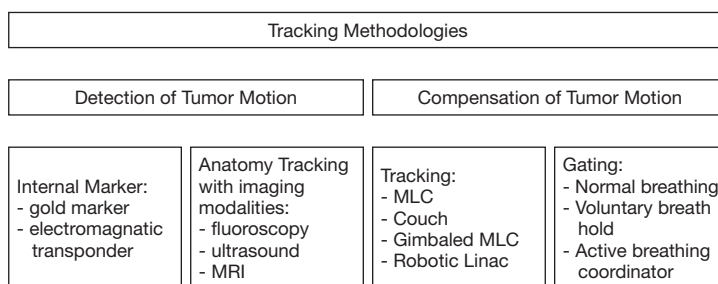 Tracking Methodologies
Detection of Tumor Motion
Compensation of Tumor Motion
Internal Marker:
- gold marker
- electromagnetic
transponder
Anatomy Tracking
with imaging
modalities:
- fluoroscopy
- ultrasound
- MRI
Tracking:
- MLC
- Couch
- Gimbaled MLC
- Robotic Linac
Gating:
- Normal breathing
- Voluntary breath
hold
- Active breathing
coordinator